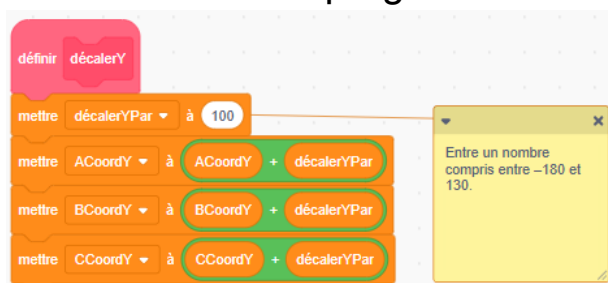 définir décalerY
mettre décalerYPar à 100
mettre ACoordY à ACoordY + décalerYPar
mettre BCoordY à BCoordY + décalerYPar
mettre CCoordY à CCoordY + décalerYPar
Entre un nombre
compris entre –180 et
130.